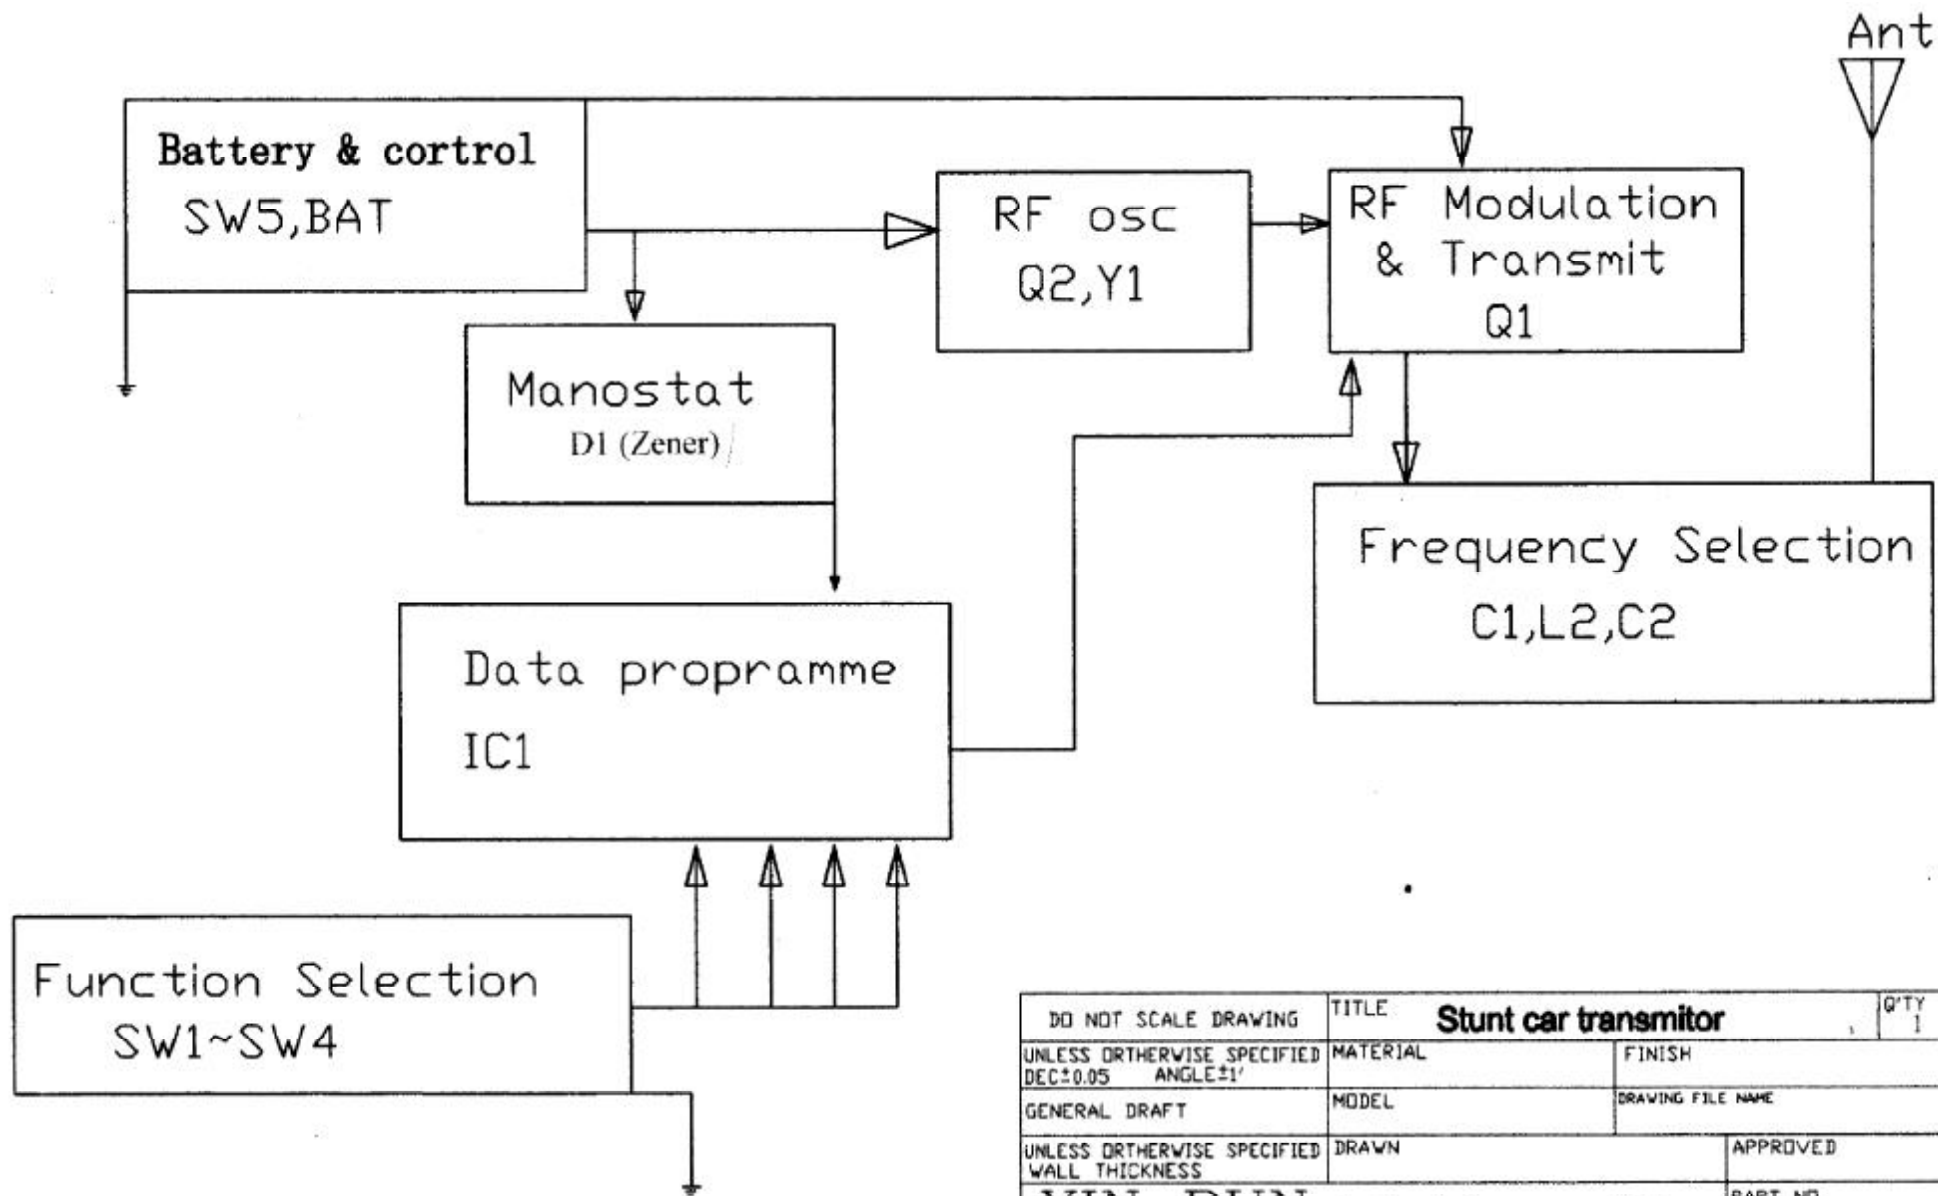 Ant
Battery & cortrol
SW5,BAT
RF osc
Q2,Y1
RF Modulation
& Transmit
Q1
Manostat
D1 (Zener)
Frequency Selection
C1,L2,C2
Data propramme
IC1
Function Selection
SW1~SW4
DO NOT SCALE DRAWING
TITLE
Stunt car transmitor
Q'TY
1
UNLESS ORTHERWISE SPECIFIED
DEC±0.05 ANGLE±1'
MATERIAL
FINISH
GENERAL DRAFT
MODEL
DRAWING FILE NAME
UNLESS ORTHERWISE SPECIFIED
WALL THICKNESS
DRAWN
APPROVED
PART NO